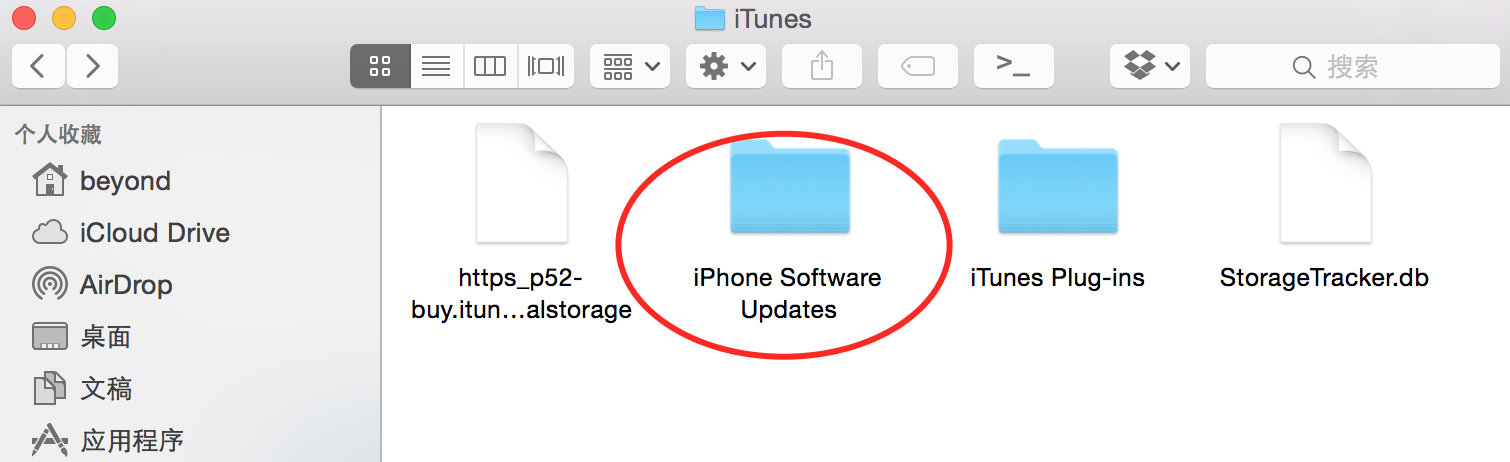 iTunes
搜索
个人收藏
beyond
iCloud Drive
AirDrop
桌面
文稿
应用程序
https_p52-
buy.itun…alstorage
iPhone Software
Updates
iTunes Plug-ins
StorageTracker.db